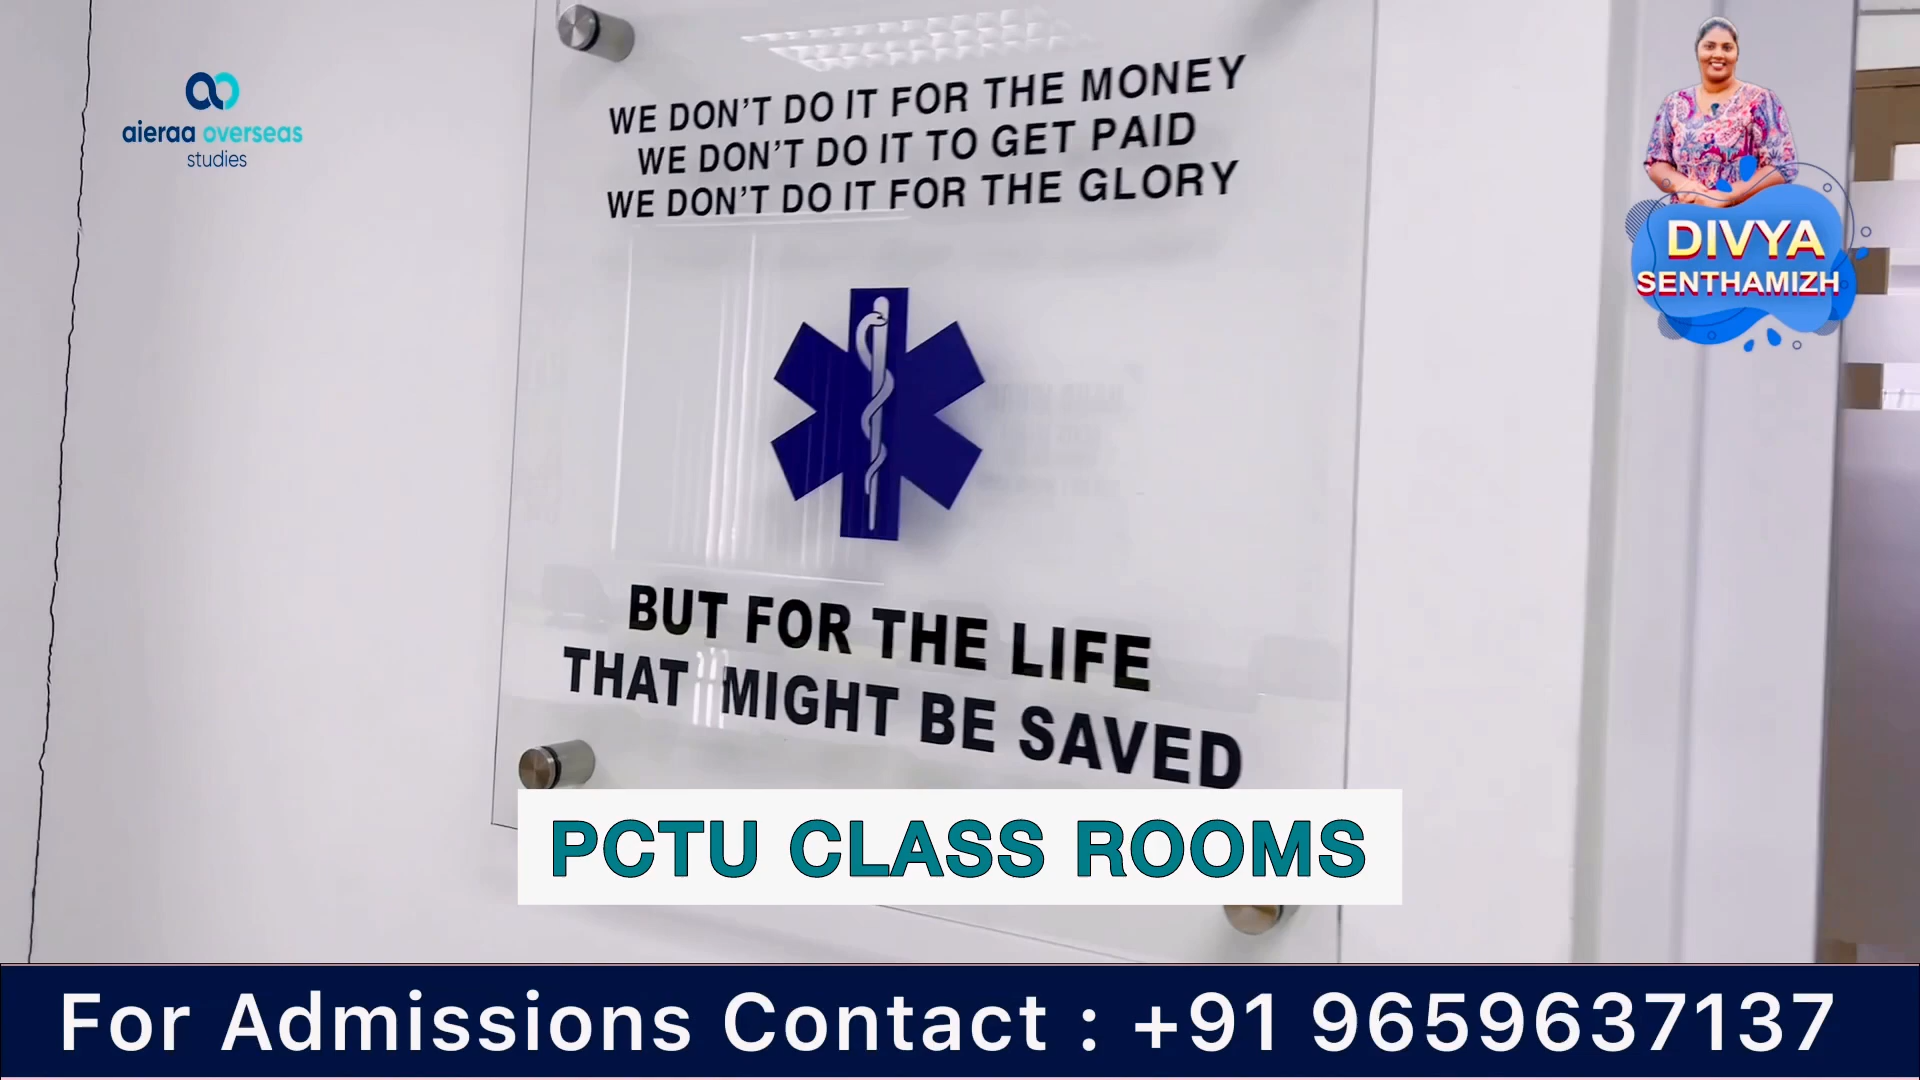 aieraa overseas
studies
WE DON'T DO IT FOR THE MONEY
WE DON'T DO IT TO GET PAID
WE DON'T DO IT FOR THE GLORY
DIVYA
SENTHAMIZH
BUT FOR THE LIFE
THAT MIGHT BE SAVED
PCTU CLASS ROOMS
For Admissions Contact : +91 9659637137